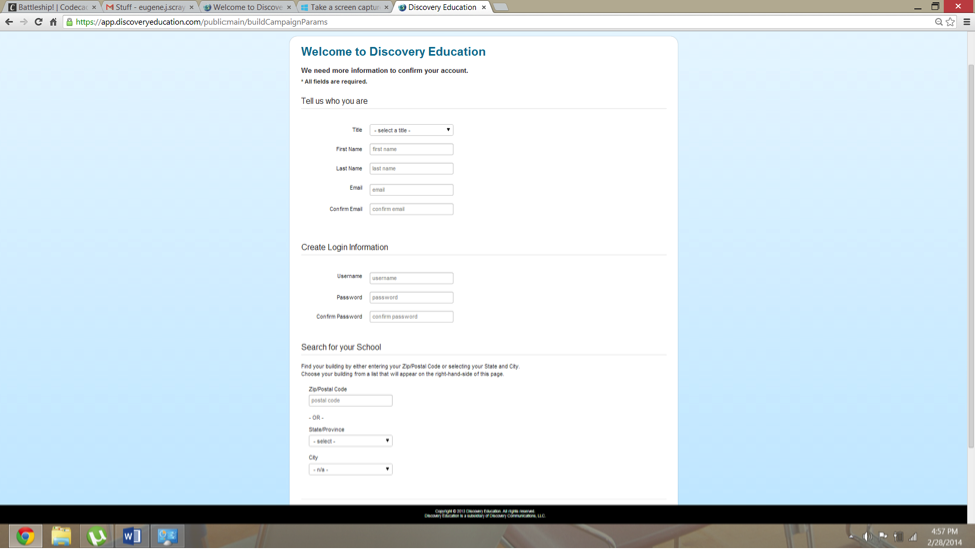 Battleship! | Codeca
Stuff - eugene.j.scray
Welcome to Discove
Take a screen captu
Discovery Education
https://app.discoveryeducation.com/publicmain/buildCampaignParams
Welcome to Discovery Education
We need more information to confirm your account.
* All fields are required.
Tell us who you are
Title - select a title -
First Name first name
Last Name last name
Email email
Confirm Email confirm email
Create Login Information
Username username
Password password
Confirm Password confirm password
Search for your School
Find your building by either entering your Zip/Postal Code or selecting your State and City.
Choose your building from a list that will appear on the right-hand-side of this page.
Zip/Postal Code
postal code
- OR -
State/Province
- select -
City
- n/a -
Copyright © 2013 Discovery Education. All rights reserved.
Discovery Education is a subsidiary of Discovery Communications, LLC
4:57 PM
2/28/2014